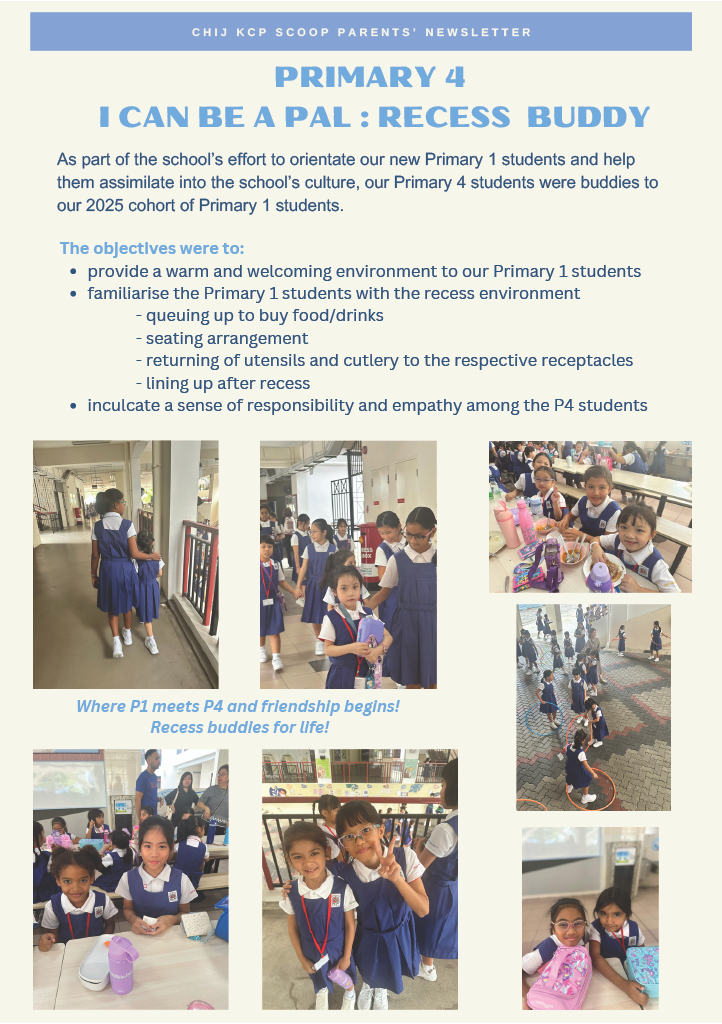 CHIJ KCP SCOOP PARENTS' NEWSLETTER
PRIMARY 4
I CAN BE A PAL : RECESS BUDDY
As part of the school's effort to orientate our new Primary 1 students and help
them assimilate into the school's culture, our Primary 4 students were buddies to
our 2025 cohort of Primary 1 students.
The objectives were to:
• provide a warm and welcoming environment to our Primary 1 students
• familiarise the Primary 1 students with the recess environment
- queuing up to buy food/drinks
- seating arrangement
- returning of utensils and cutlery to the respective receptacles
- lining up after recess
• inculcate a sense of responsibility and empathy among the P4 students
Where P1 meets P4 and friendship begins!
Recess buddies for life!